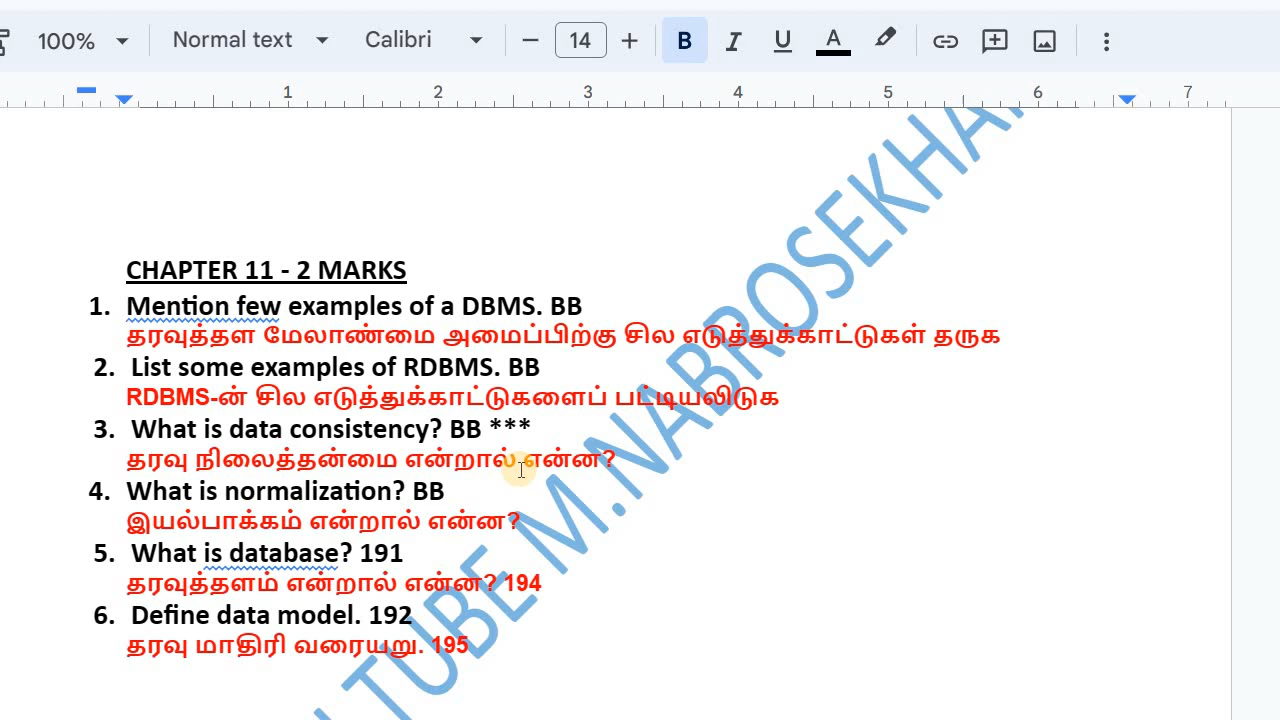 100% Normal text Calibri 14 B I U A
1 2 3 4 5 6 7
CHAPTER 11 - 2 MARKS
1. Mention few examples of a DBMS. BB
தரவுத்தள மேலாண்மை அமைப்பிற்கு சில எடுத்துக்காட்டுகள் தருக
2. List some examples of RDBMS. BB
RDBMS-ன் சில எடுத்துக்காட்டுகளைப் பட்டியலிடுக
3. What is data consistency? BB ***
தரவு நிலைத்தன்மை என்றால் என்ன?
4. What is normalization? BB
இயல்பாக்கம் என்றால் என்ன?
5. What is database? 191
தரவுத்தளம் என்றால் என்ன? 194
6. Define data model. 192
தரவு மாதிரி வரையறு. 195
TUBE M.NABROSEKHA